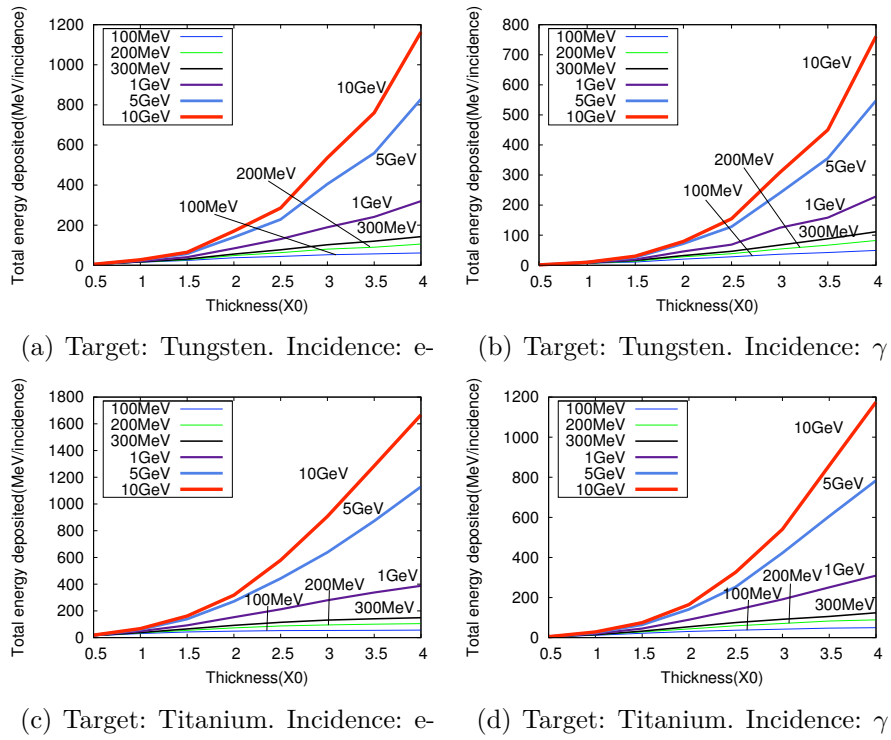 Total energy deposited(MeV/incidence)
1200
1000
800
600
400
200
0
100MeV
200MeV
300MeV
1GeV
5GeV
10GeV
10GeV
5GeV
200MeV
100MeV
1GeV
300MeV
0.5 1 1.5 2 2.5 3 3.5 4
Thickness(X0)
(a) Target: Tungsten. Incidence: e-
Total energy deposited(MeV/incidence)
800
700
600
500
400
300
200
100
0
100MeV
200MeV
300MeV
1GeV
5GeV
10GeV
10GeV
5GeV
200MeV
100MeV
1GeV
300MeV
0.5 1 1.5 2 2.5 3 3.5 4
Thickness(X0)
(b) Target: Tungsten. Incidence: γ
Total energy deposited(MeV/incidence)
1800
1600
1400
1200
1000
800
600
400
200
0
100MeV
200MeV
300MeV
1GeV
5GeV
10GeV
10GeV
5GeV
1GeV
200MeV
100MeV
300MeV
0.5 1 1.5 2 2.5 3 3.5 4
Thickness(X0)
(c) Target: Titanium. Incidence: e-
Total energy deposited(MeV/incidence)
1200
1000
800
600
400
200
0
100MeV
200MeV
300MeV
1GeV
5GeV
10GeV
10GeV
5GeV
1GeV
200MeV
100MeV
300MeV
0.5 1 1.5 2 2.5 3 3.5 4
Thickness(X0)
(d) Target: Titanium. Incidence: γ